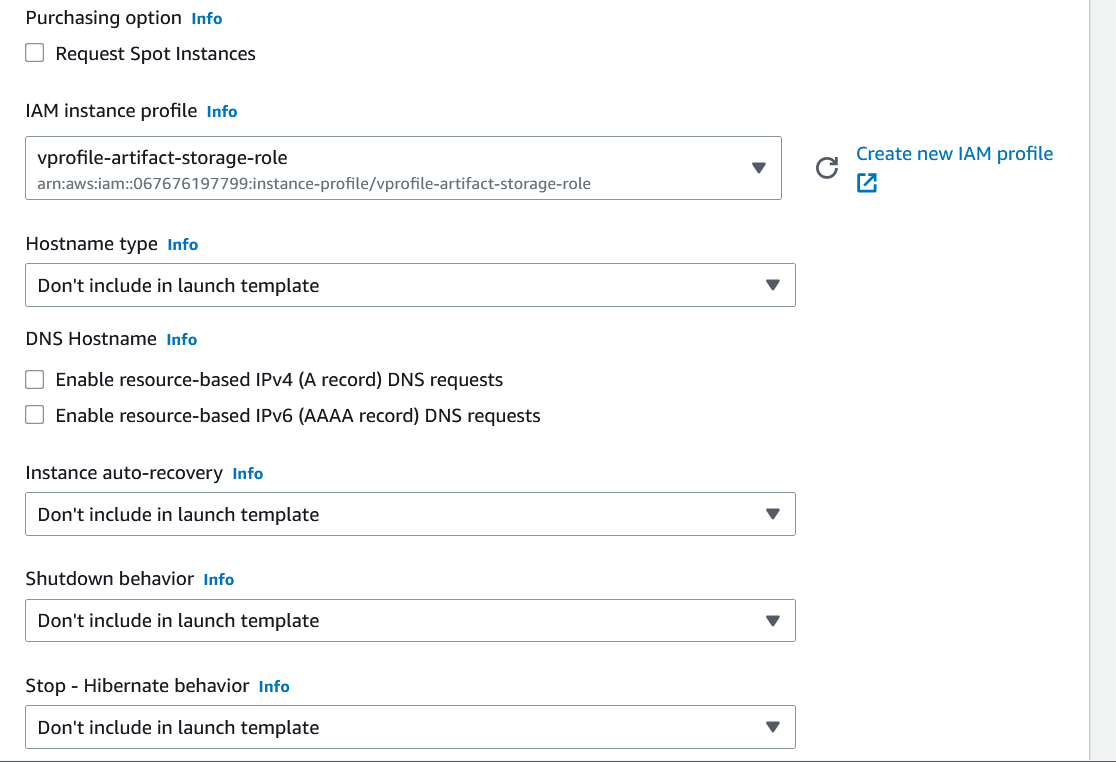 Purchasing option Info
Request Spot Instances
IAM instance profile Info
vprofile-artifact-storage-role
arn:aws:iam::067676197799:instance-profile/vprofile-artifact-storage-role
Create new IAM profile
Hostname type Info
Don't include in launch template
DNS Hostname Info
Enable resource-based IPv4 (A record) DNS requests
Enable resource-based IPv6 (AAAA record) DNS requests
Instance auto-recovery Info
Don't include in launch template
Shutdown behavior Info
Don't include in launch template
Stop - Hibernate behavior Info
Don't include in launch template